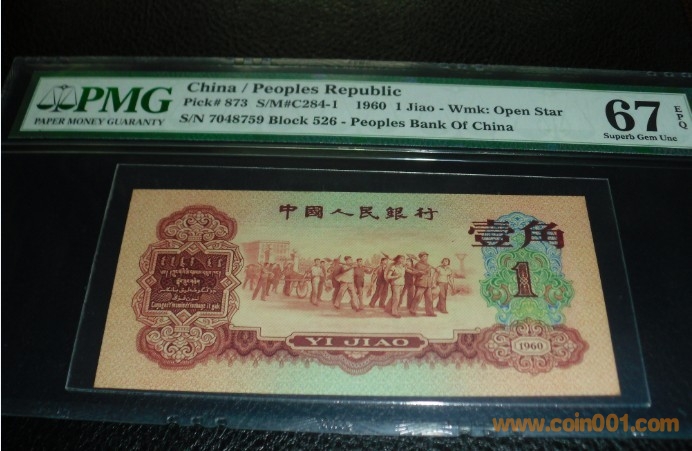 PMG
PAPER MONEY GUARANTY
China / Peoples Republic
Pick# 873 S/M#C284-1 1960 1 Jiao - Wmk: Open Star
S/N 7048759 Block 526 - Peoples Bank Of China
67 EPQ
Superb Gem Unc
中國人民銀行
壹角
1
YI JIAO
1960
www.coin001.com